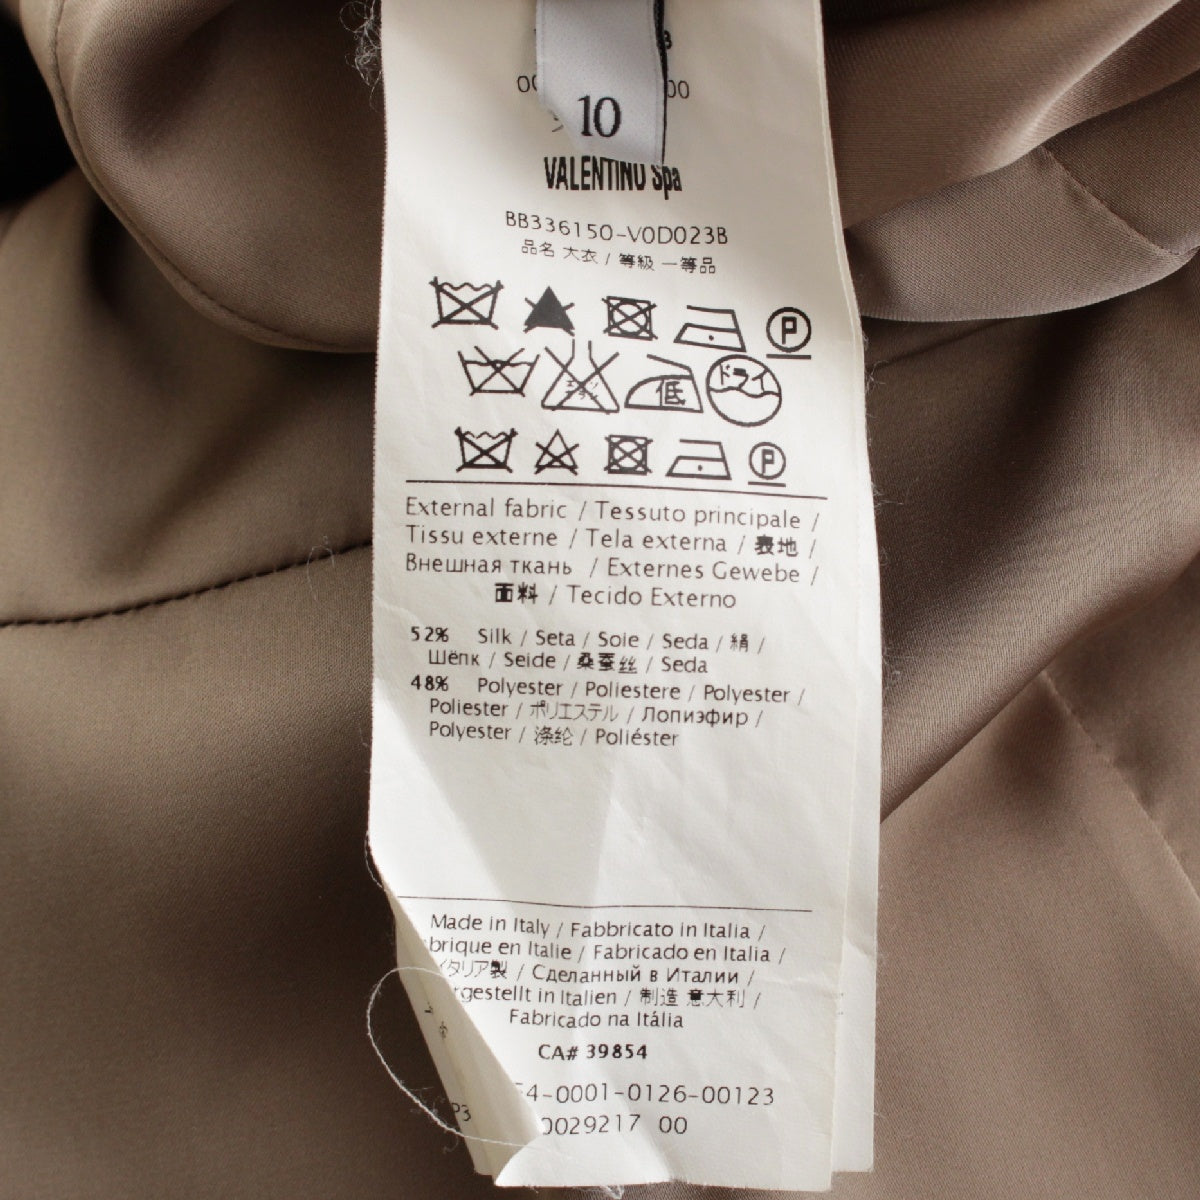 10
VALENTINO Spa
BB336150-V0D023B
品名 大衣 / 等級 一等品
P
低 ドライ
P
External fabric / Tessuto principale /
Tissu externe / Tela externa / 表地 /
Внешная ткань / Externes Gewebe /
面料 / Tecido Externo
52% Silk / Seta / Soie / Seda / 絹 /
Шёпк / Seide / 桑蚕丝 / Seda
48% Polyester / Poliestere / Polyester /
Poliester / ポリエステル / Лопиэфир /
Polyester / 涤纶 / Poliéster
Made in Italy / Fabbricato in Italia /
brique en Italie / Fabricado en Italia /
タリア製 / Сделанный в Италии /
rgestellt in Italien / 制造 意大利 /
Fabricado na Itália
CA# 39854
4-0001-0126-00123
P3 0029217 00